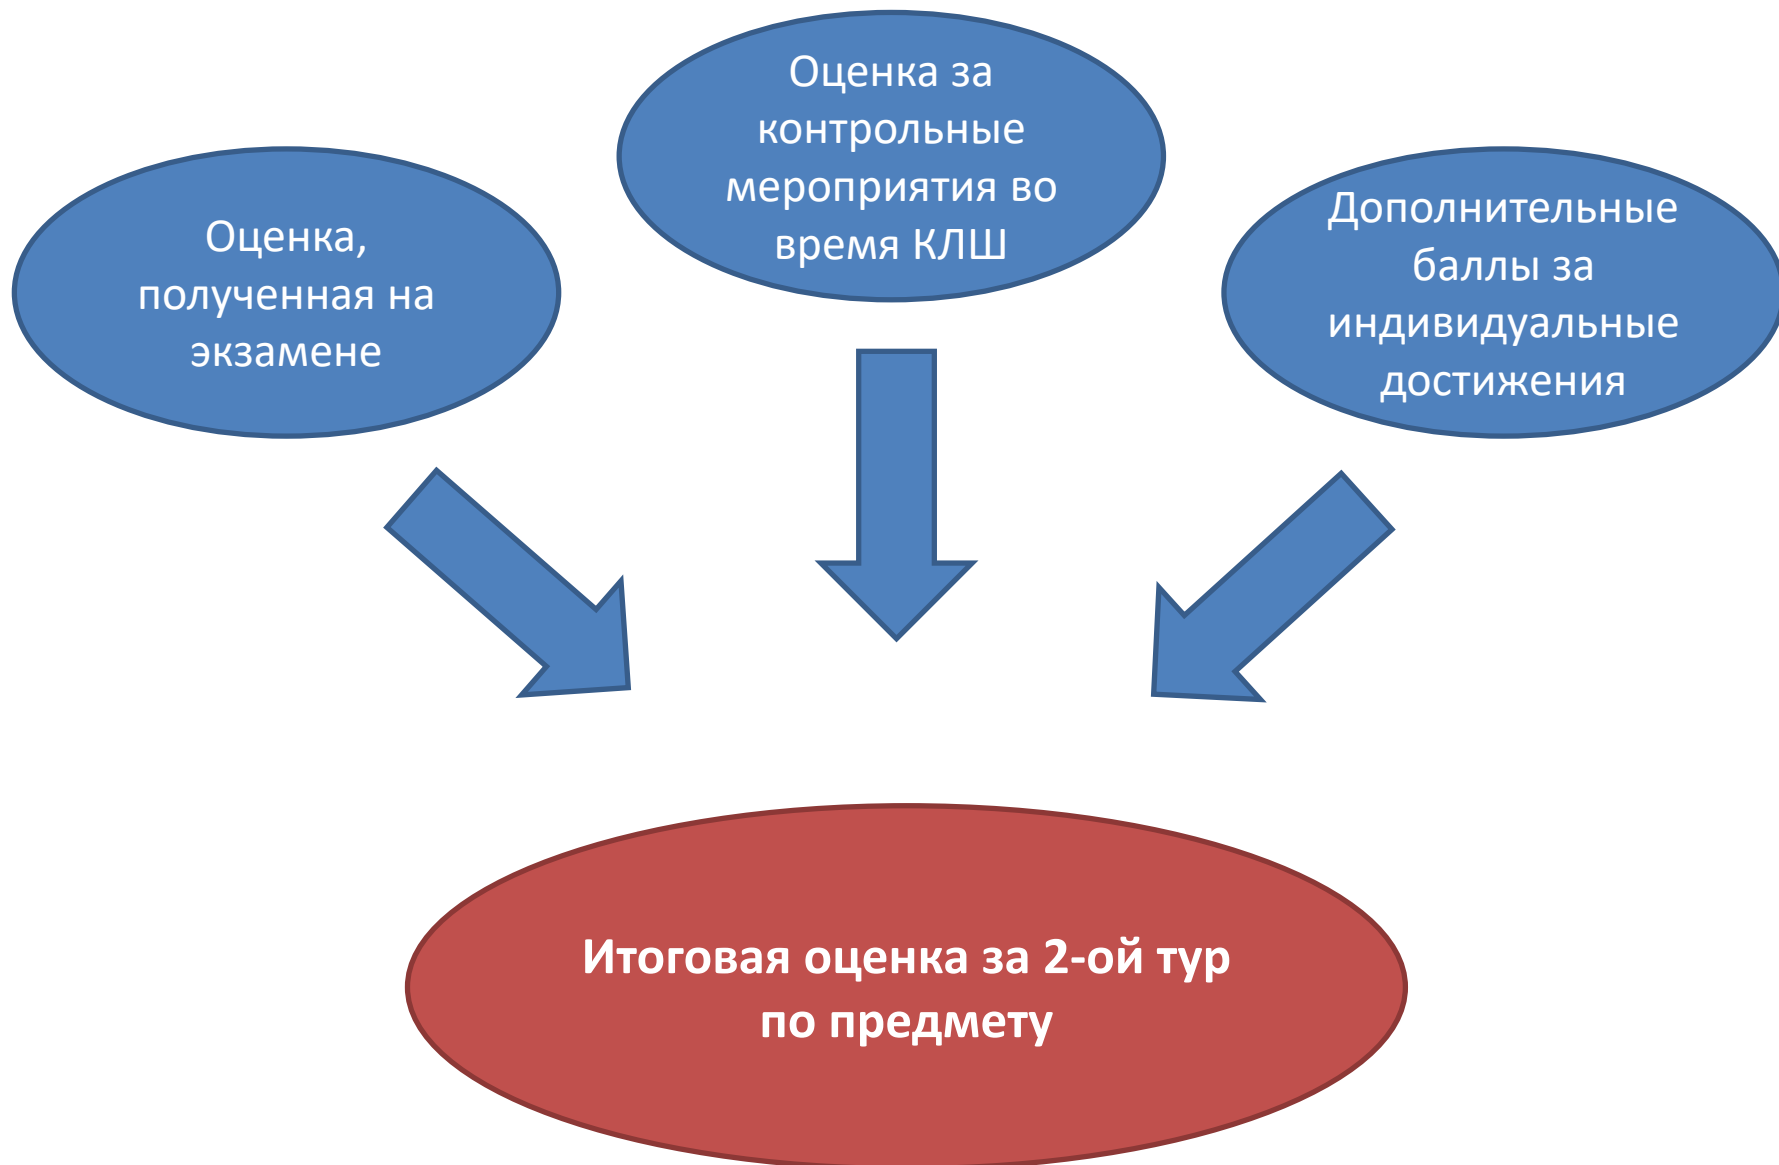 Оценка,
полученная на
экзамене
Оценка за
контрольные
мероприятия во
время КЛШ
Дополнительные
баллы за
индивидуальные
достижения
Итоговая оценка за 2-ой тур
по предмету